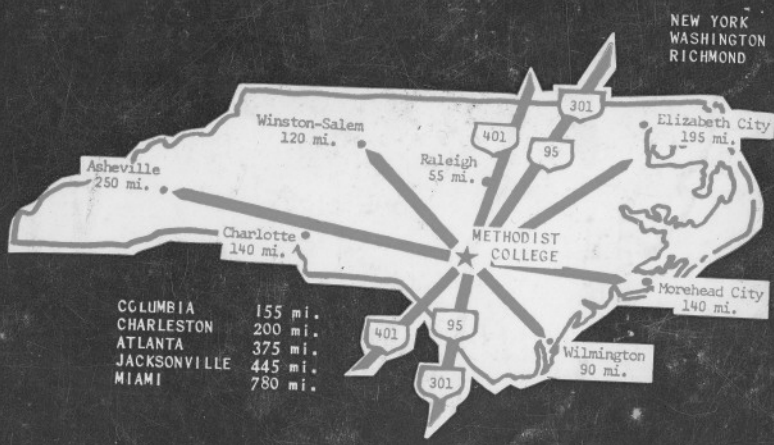 NEW YORK
WASHINGTON
RICHMOND
301
Winston-Salem
120 mi.
401
Elizabeth City
195 mi.
95
Raleigh
55 mi.
Asheville
250 mi.
METHODIST
COLLEGE
Charlotte
140 mi.
Morehead City
140 mi.
COLUMBIA 155 mi.
CHARLESTON 200 mi.
ATLANTA 375 mi.
JACKSONVILLE 445 mi.
MIAMI 780 mi.
401
95
301
Wilmington
90 mi.